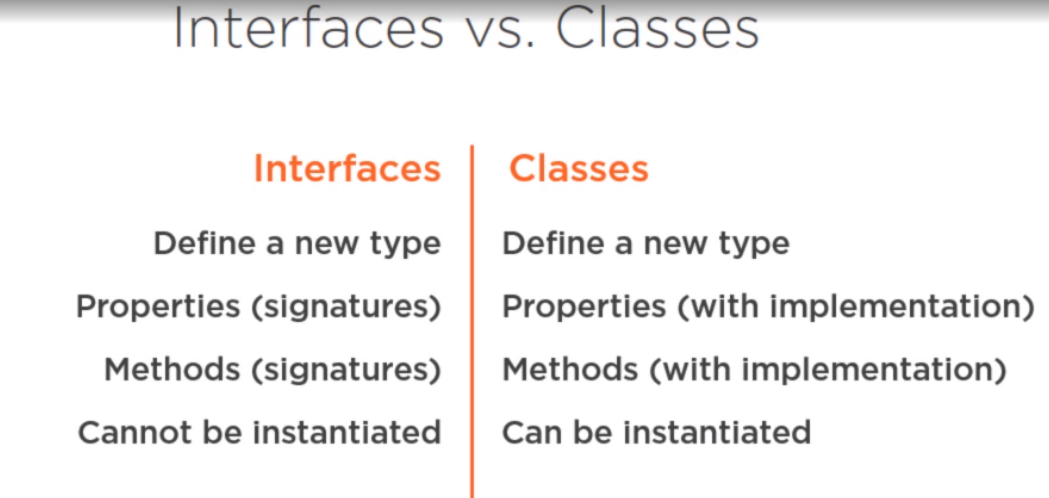 Interfaces vs. Classes
Interfaces
Classes
Define a new type
Define a new type
Properties (signatures)
Properties (with implementation)
Methods (signatures)
Methods (with implementation)
Cannot be instantiated
Can be instantiated